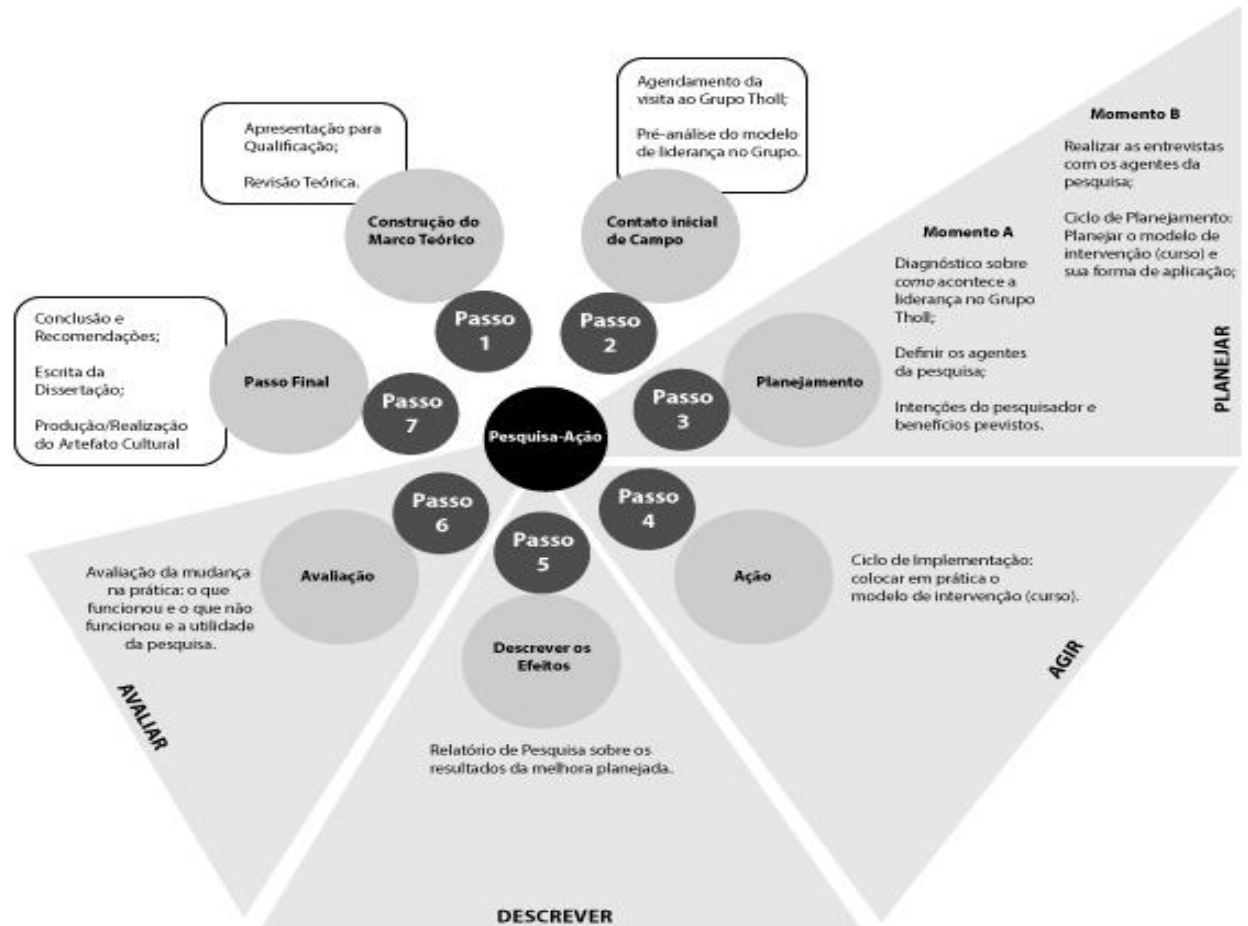 Pesquisa-Ação
Passo
1
Construção do
Marco Teórico
Apresentação para
Qualificação;
Revisão Teórica.
Passo
2
Contato inicial
de Campo
Agendamento da
visita ao Grupo Tholl;
Pré-análise do modelo
de liderança no Grupo.
Passo
3
Planejamento
Momento A
Diagnóstico sobre
como acontece a
liderança no Grupo
Tholl;
Definir os agentes
da pesquisa;
Intenções do pesquisador e
benefícios previstos.
Momento B
Realizar as entrevistas
com os agentes da
pesquisa;
Ciclo de Planejamento:
Planejar o modelo de
intervenção (curso) e
sua forma de aplicação;
PLANEJAR
Passo
4
Ação
Ciclo de Implementação:
colocar em prática o
modelo de intervenção (curso).
AGIR
Passo
5
Descrever os
Efeitos
Relatório de Pesquisa sobre os
resultados da melhora planejada.
DESCREVER
Passo
6
Avaliação
Avaliação da mudança
na prática: o que
funcionou e o que não
funcionou e a utilidade
da pesquisa.
AVALIAR
Passo
7
Passo Final
Conclusão e
Recomendações;
Escrita da
Dissertação;
Produção/Realização
do Artefato Cultural